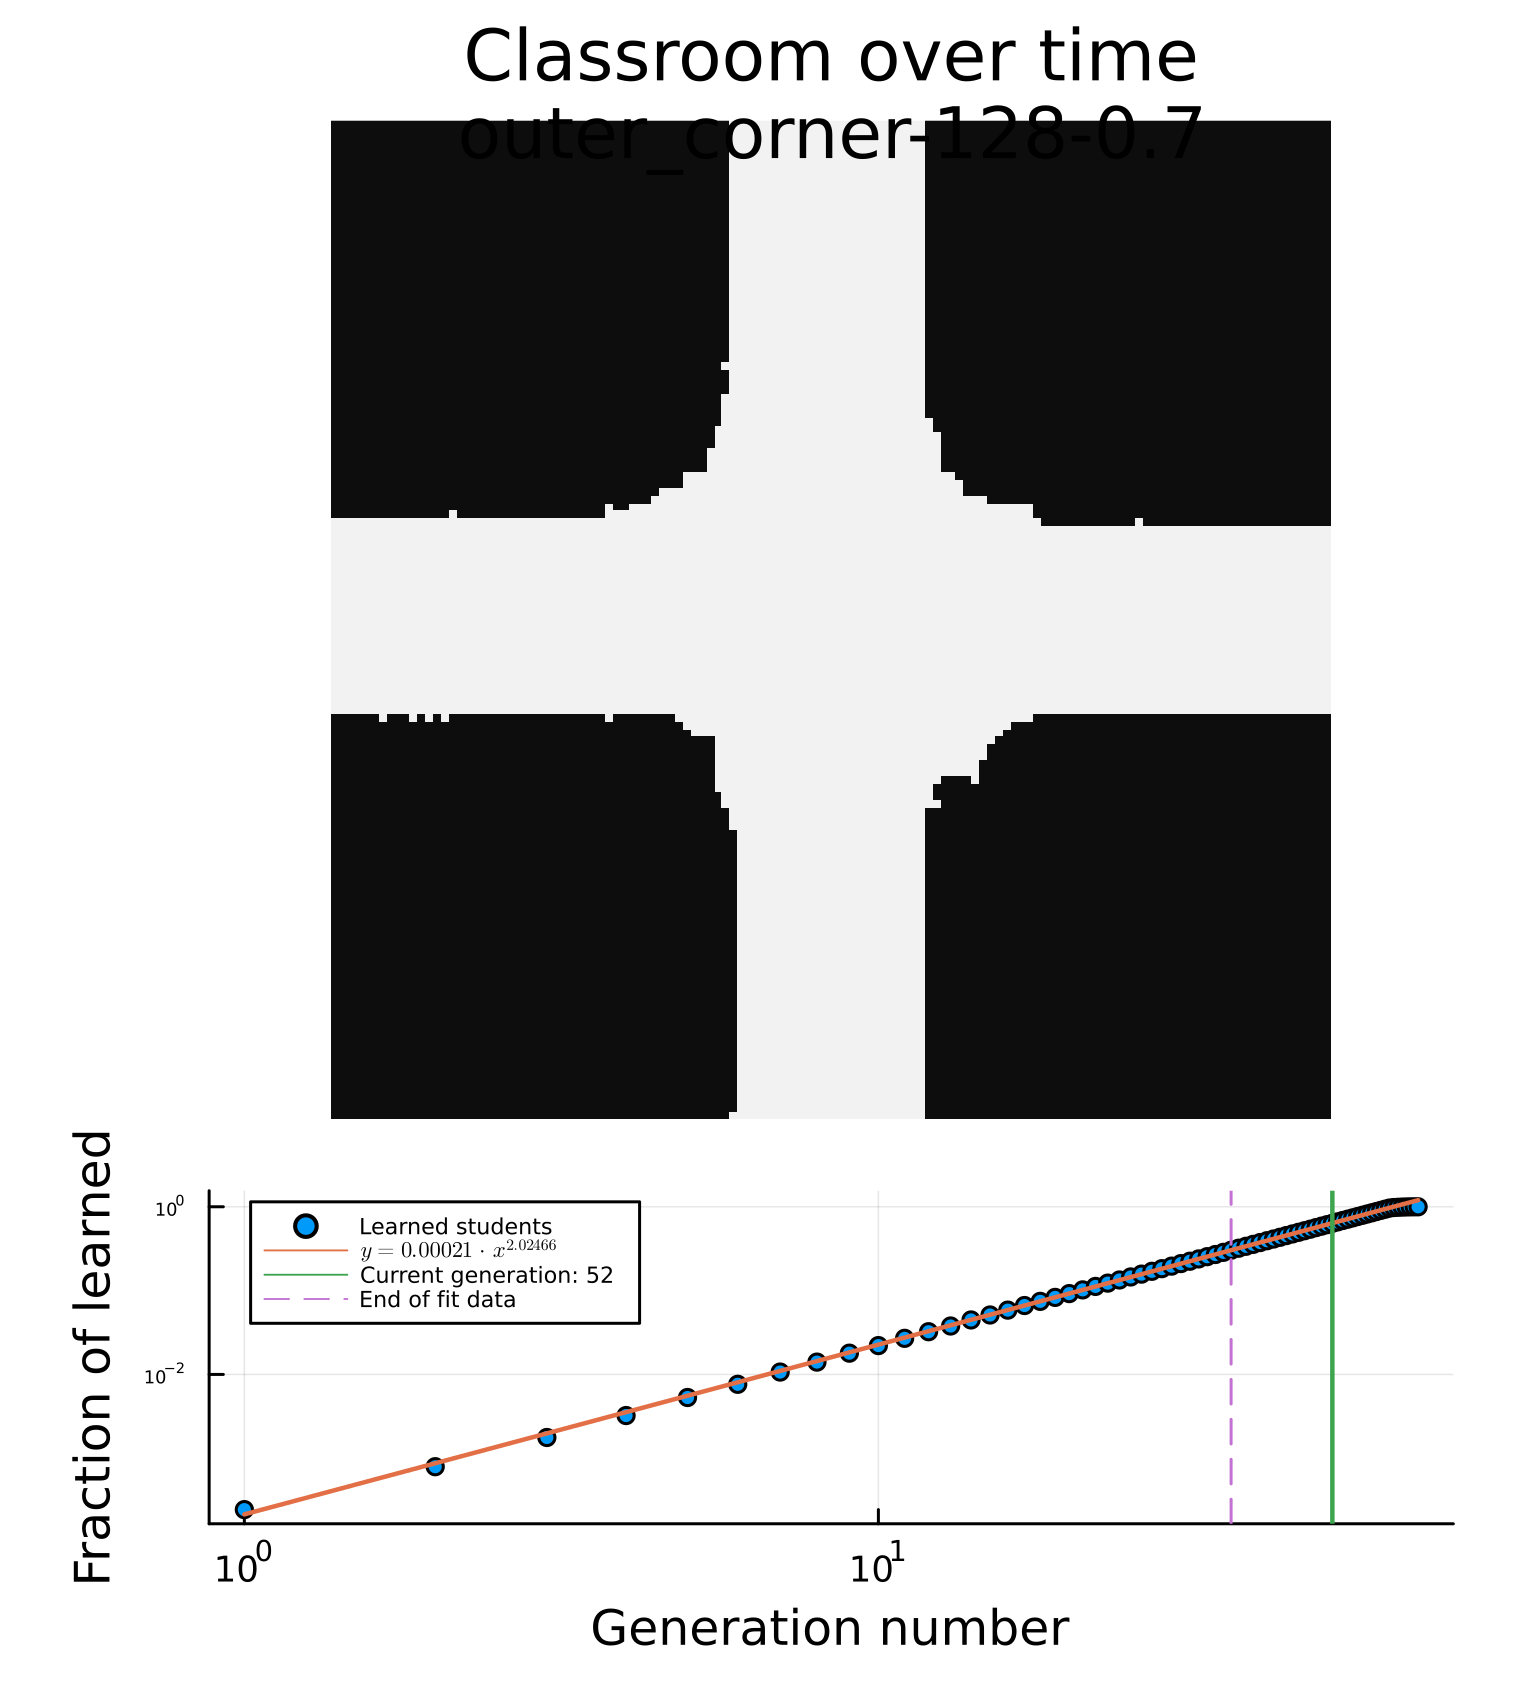 Classroom over time
outer_corner-128-0.7
Fraction of learned
10^0
10^-2
Learned students
y = 0.00021 · x^2.02466
Current generation: 52
End of fit data
10^0
10^1
Generation number